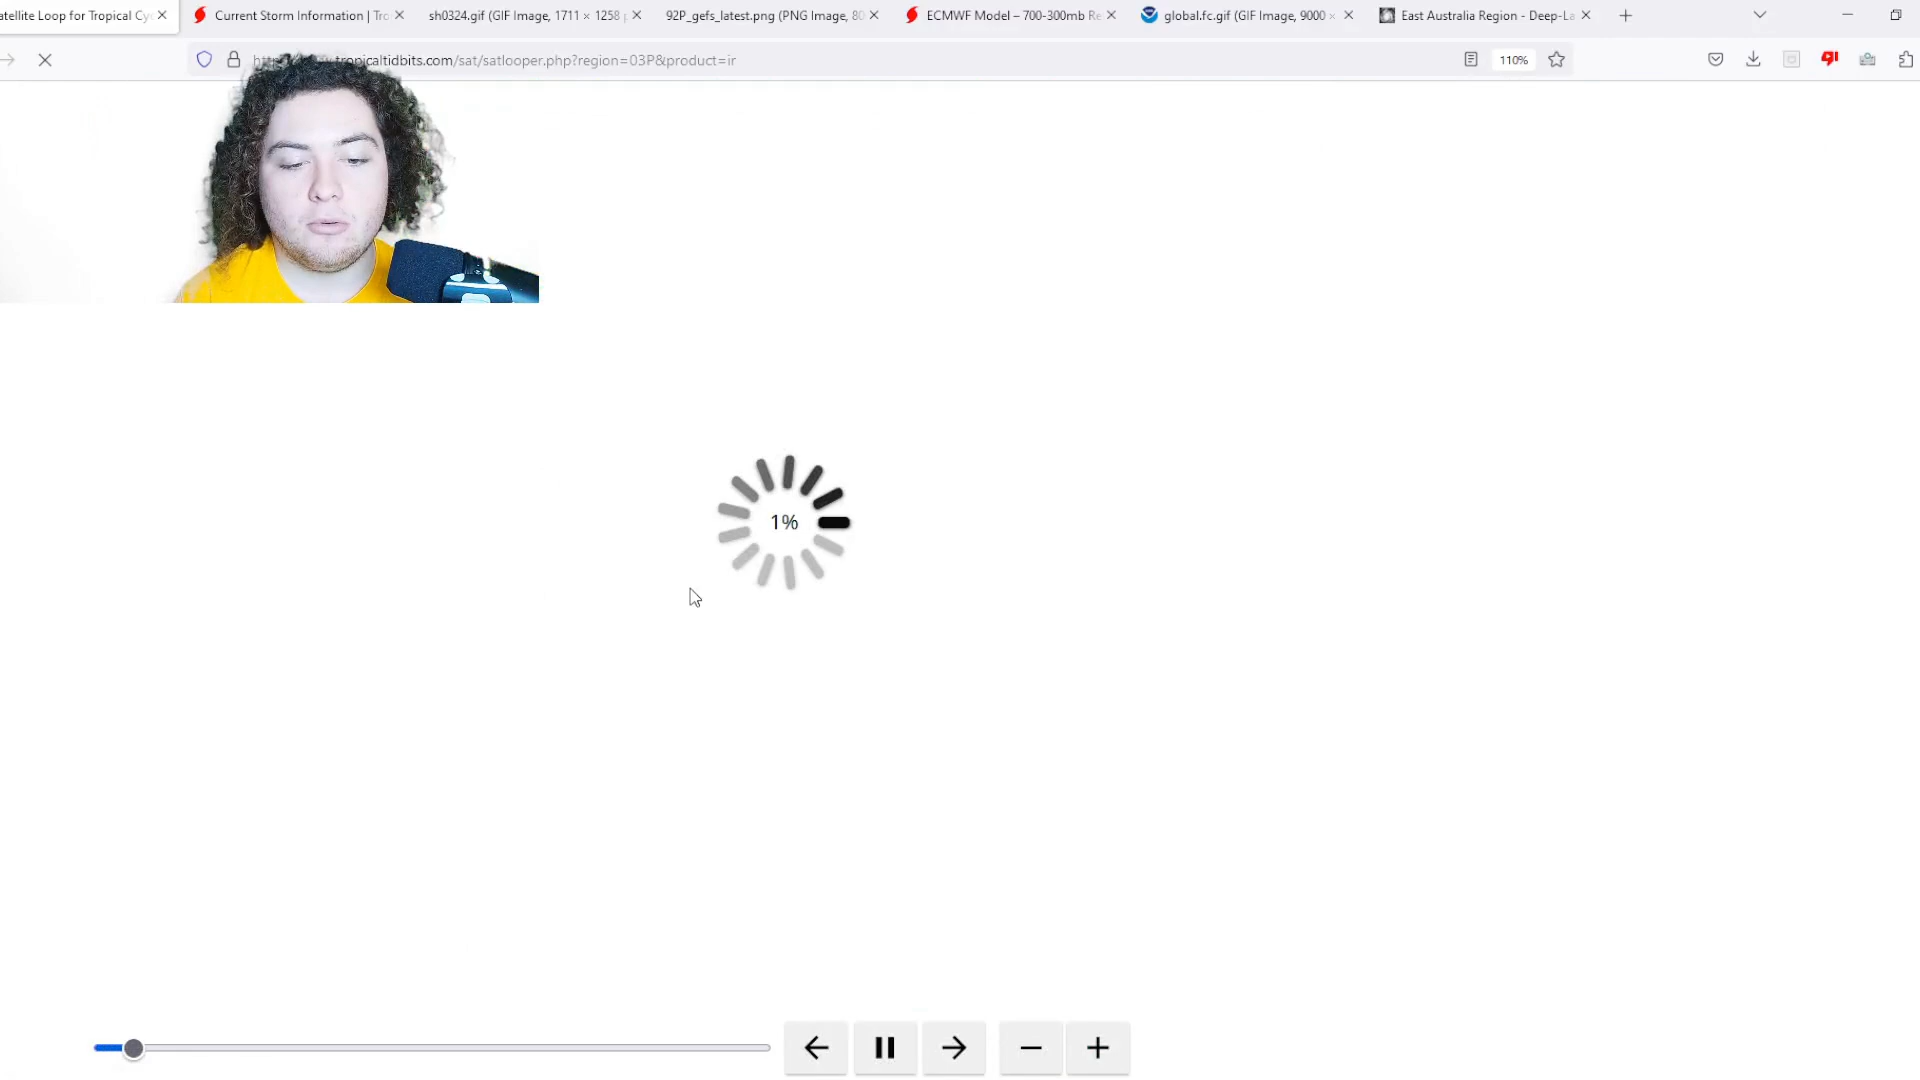 atellite Loop for Tropical Cyc
Current Storm Information | Tro
sh0324.gif (GIF Image, 1711 × 1258 p
92P_gefs_latest.png (PNG Image, 80
ECMWF Model – 700-300mb Re
global.fc.gif (GIF Image, 9000 ×
East Australia Region - Deep-La
tropicaltidbits.com/sat/satlooper.php?region=03P&product=ir
110%
1%